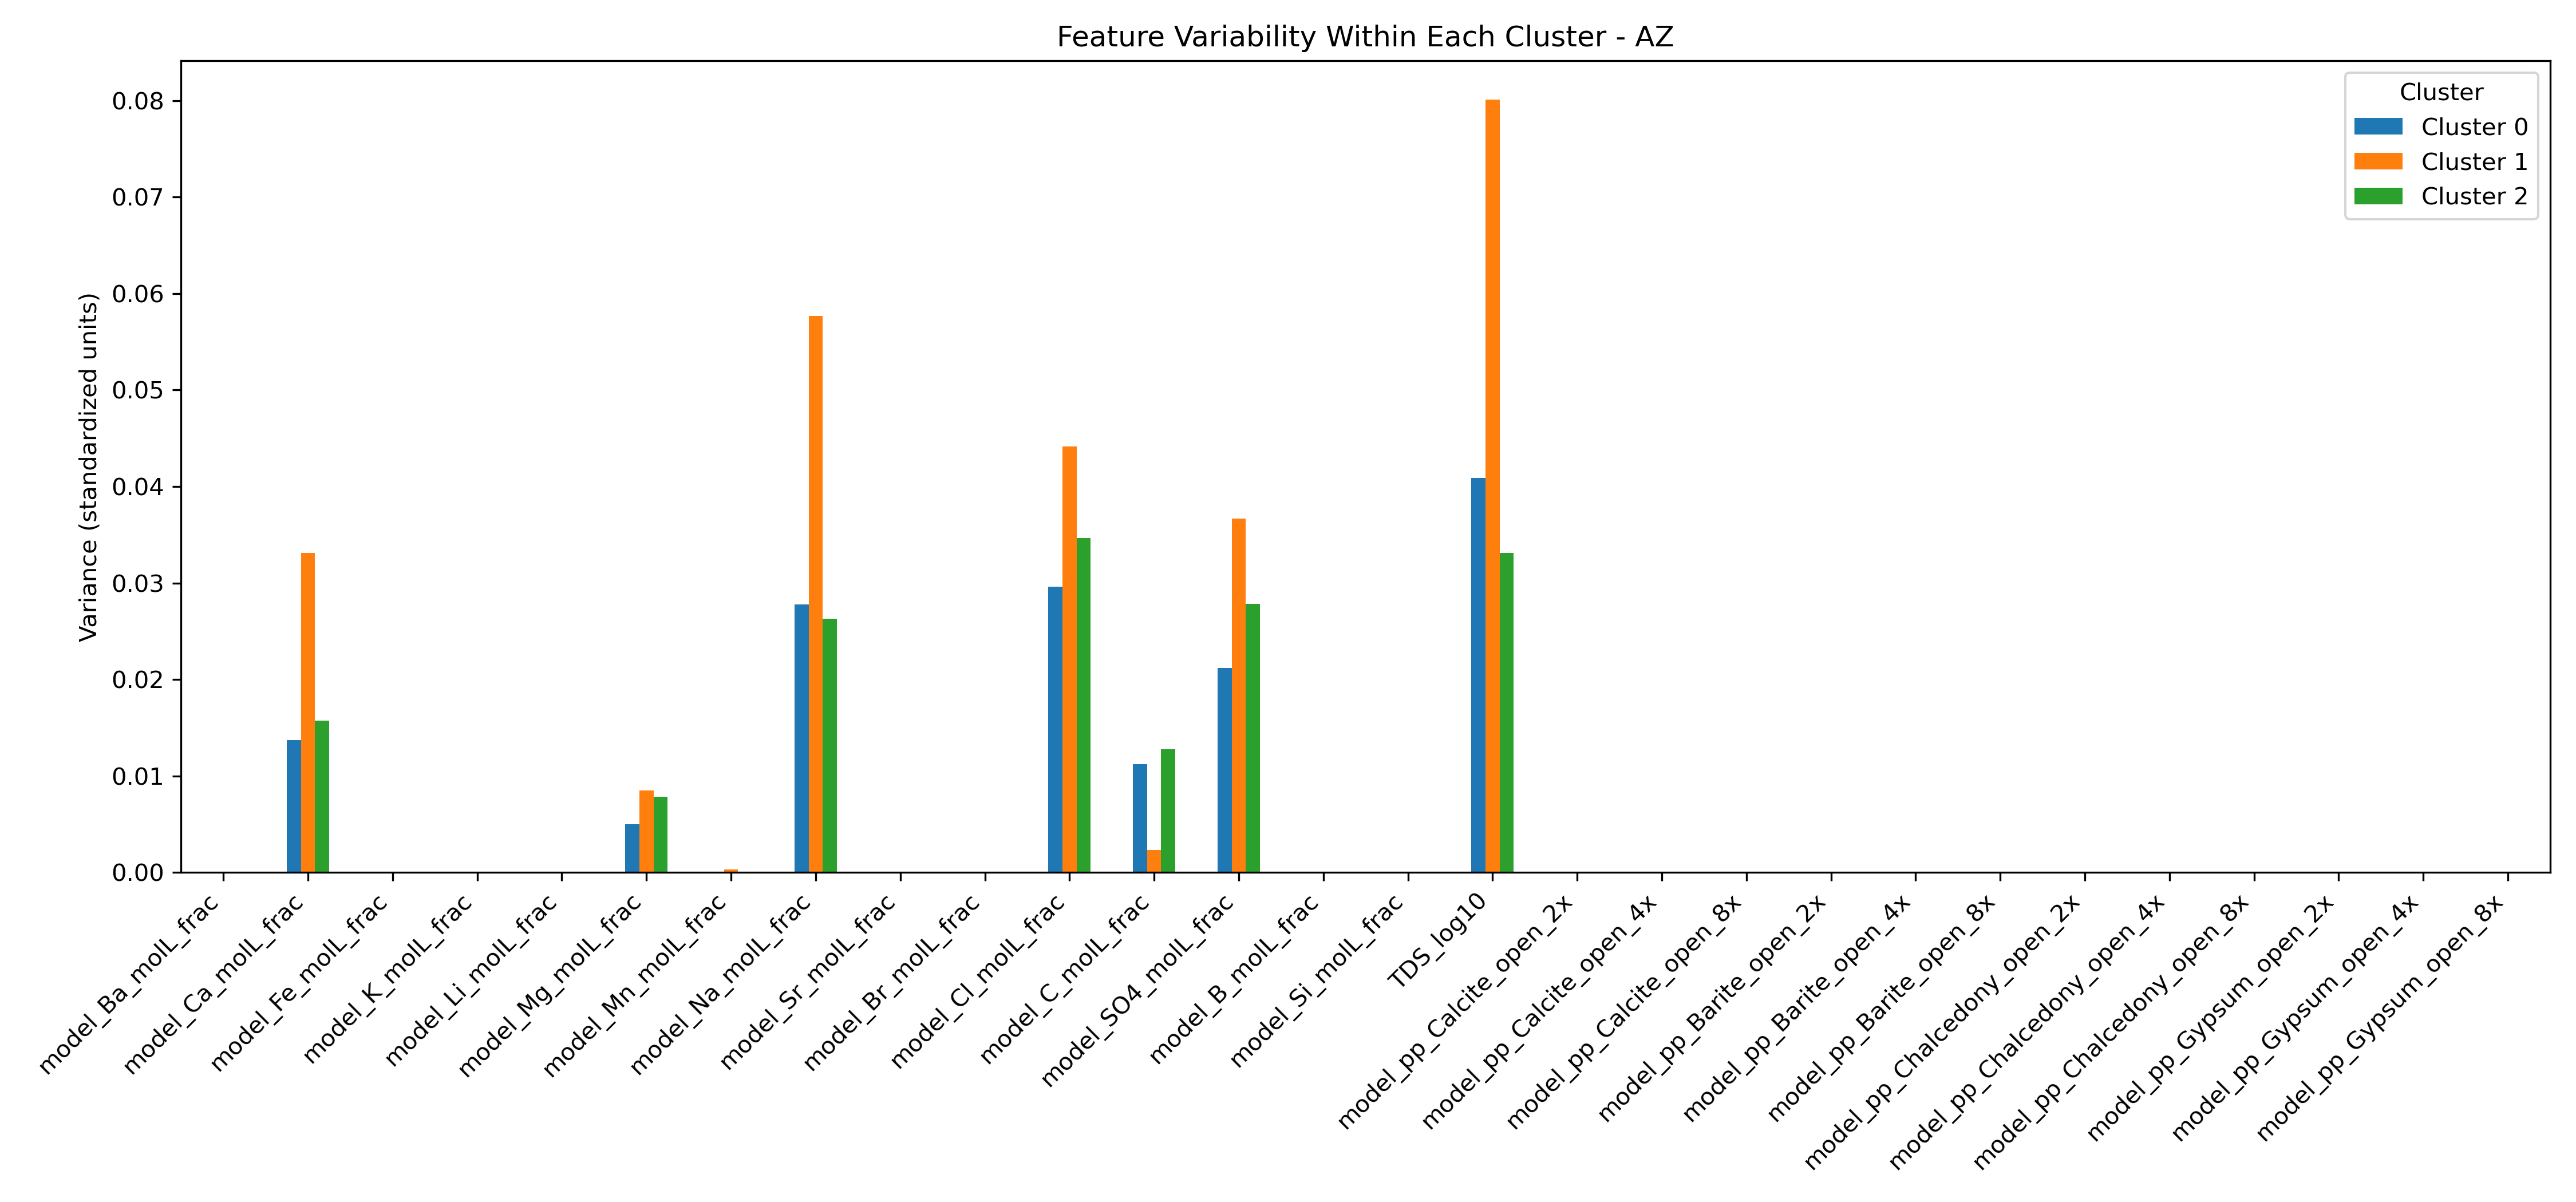 Feature Variability Within Each Cluster - AZ
Variance (standardized units)
0.08
0.07
0.06
0.05
0.04
0.03
0.02
0.01
0.00
Cluster
Cluster 0
Cluster 1
Cluster 2
model_Ba_molL_frac
model_Ca_molL_frac
model_Fe_molL_frac
model_K_molL_frac
model_Li_molL_frac
model_Mg_molL_frac
model_Mn_molL_frac
model_Na_molL_frac
model_Sr_molL_frac
model_Br_molL_frac
model_Cl_molL_frac
model_C_molL_frac
model_SO4_molL_frac
model_B_molL_frac
model_Si_molL_frac
TDS_log10
model_pp_Calcite_open_2x
model_pp_Calcite_open_4x
model_pp_Calcite_open_8x
model_pp_Barite_open_2x
model_pp_Barite_open_4x
model_pp_Barite_open_8x
model_pp_Chalcedony_open_2x
model_pp_Chalcedony_open_4x
model_pp_Chalcedony_open_8x
model_pp_Gypsum_open_2x
model_pp_Gypsum_open_4x
model_pp_Gypsum_open_8x